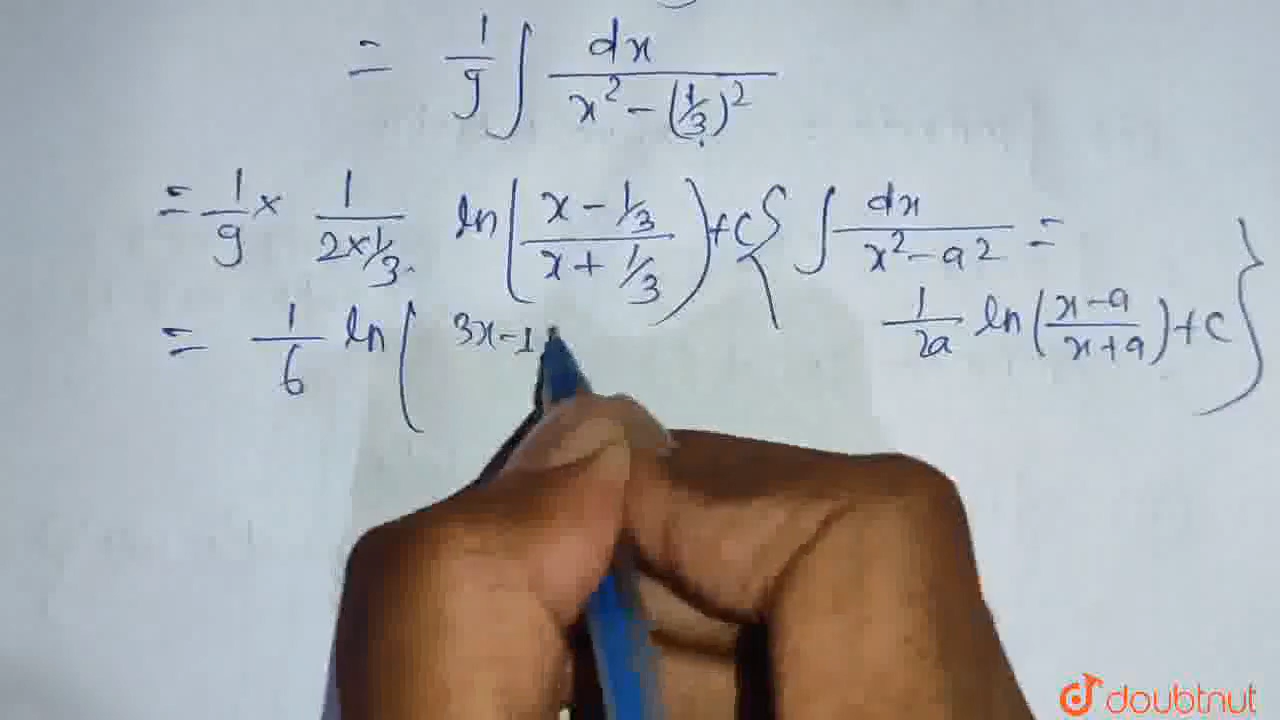 = 1/9 ∫ dx / (x² − (1/3)²)
= 1/9 × 1/(2×1/3) ln((x − 1/3)/(x + 1/3)) + C { ∫ dx/(x² − a²) =
= 1/6 ln( 3x−1
1/2a ln((x−a)/(x+a)) + C }
doubtnut